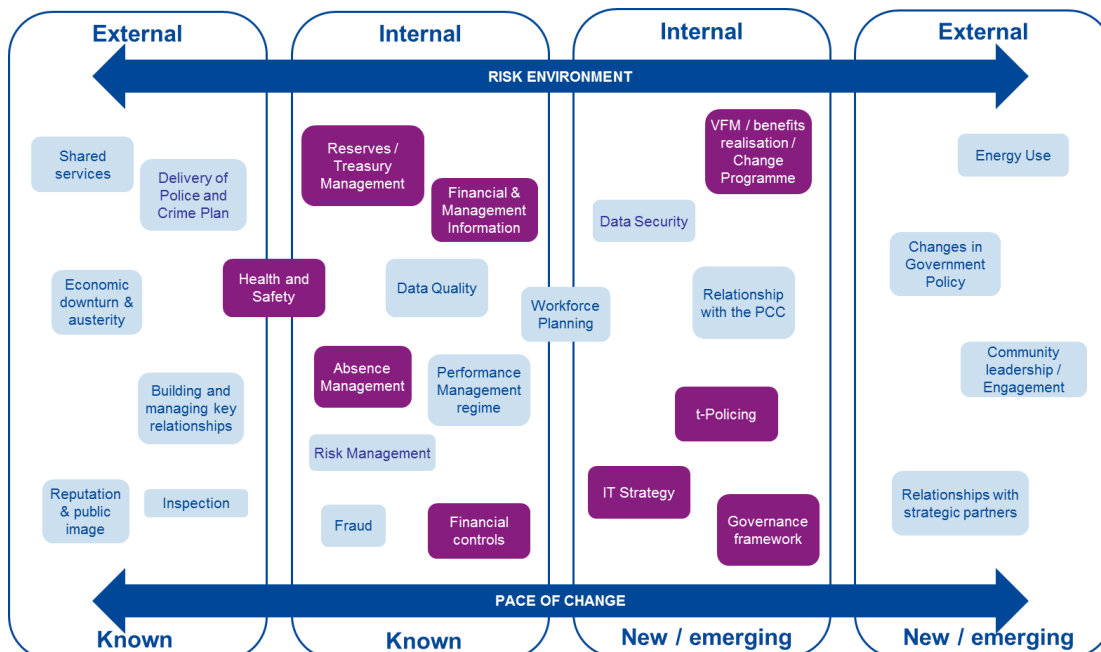 External
Internal
Internal
External
RISK ENVIRONMENT
Shared
services
Delivery of
Police and
Crime Plan
Economic
downturn &
austerity
Health and
Safety
Building and
managing key
relationships
Reputation
& public
image
Inspection
Reserves /
Treasury
Management
Financial &
Management
Information
Data Quality
Workforce
Planning
Absence
Management
Performance
Management
regime
Risk Management
Fraud
Financial
controls
VFM / benefits
realisation /
Change
Programme
Data Security
Relationship
with the PCC
t-Policing
IT Strategy
Governance
framework
Energy Use
Changes in
Government
Policy
Community
leadership /
Engagement
Relationships with
strategic partners
PACE OF CHANGE
Known
Known
New / emerging
New / emerging